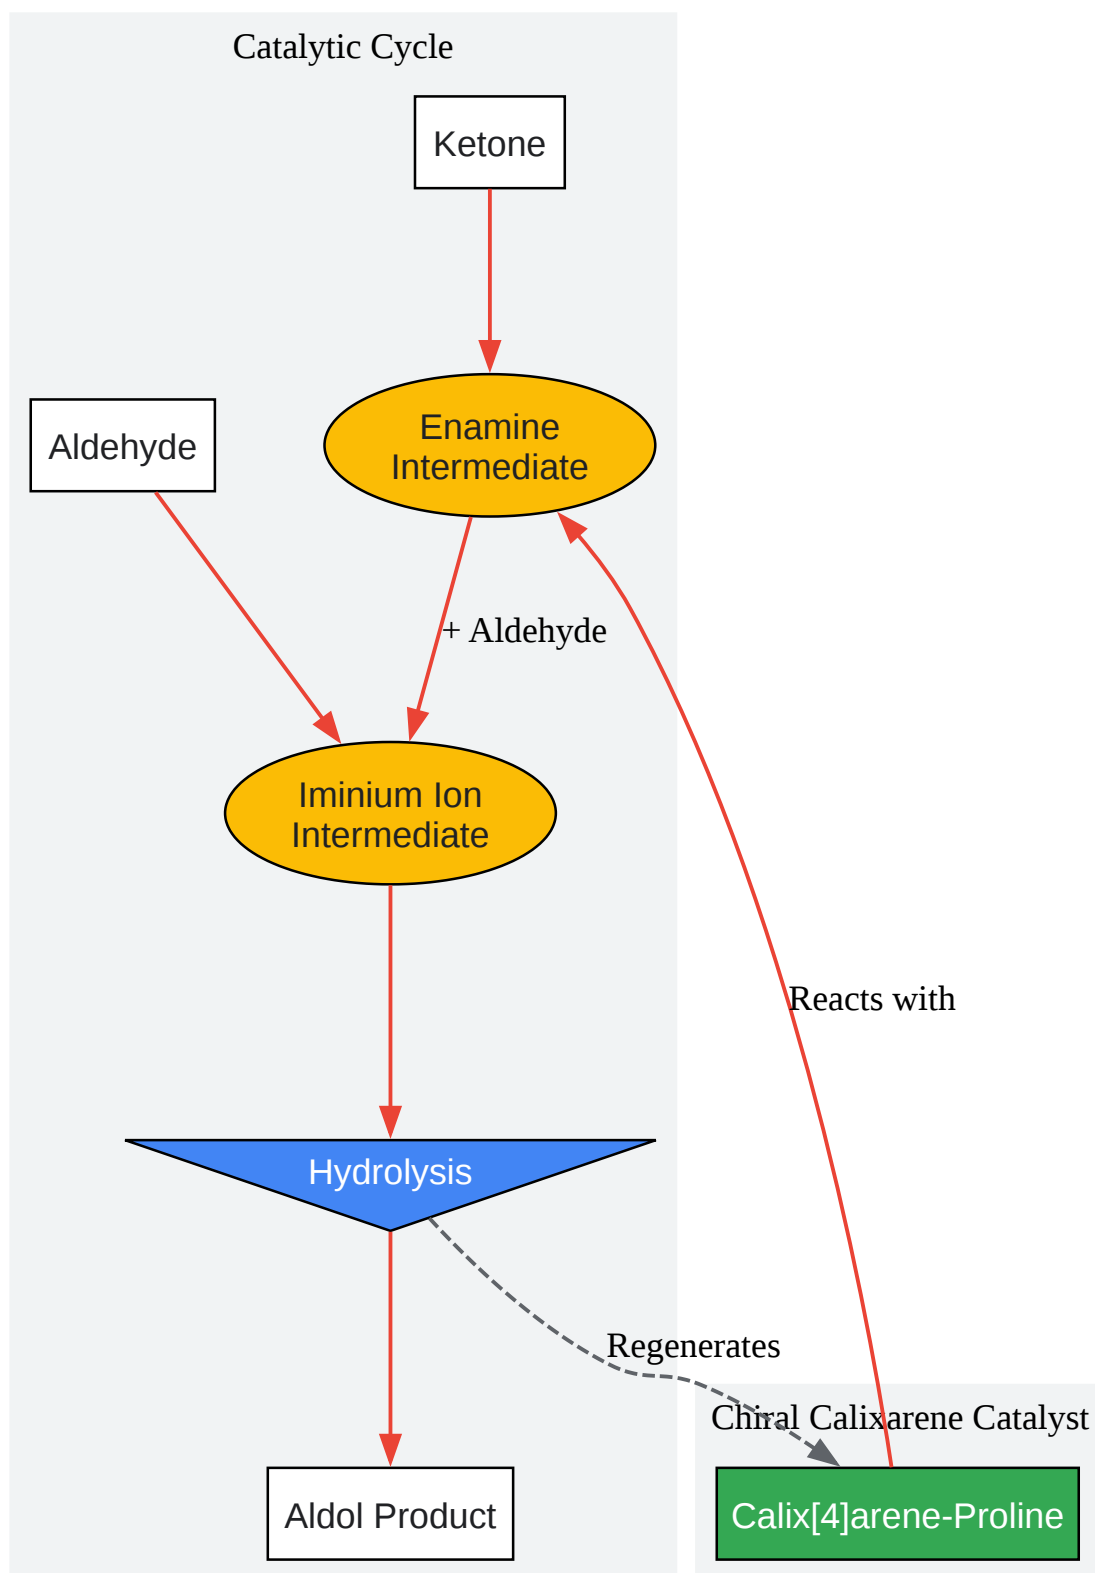 Catalytic Cycle
Ketone
Aldehyde
Enamine
Intermediate
+ Aldehyde
Iminium Ion
Intermediate
Reacts with
Hydrolysis
Regenerates
Chiral Calixarene Catalyst
Aldol Product
Calix[4]arene-Proline